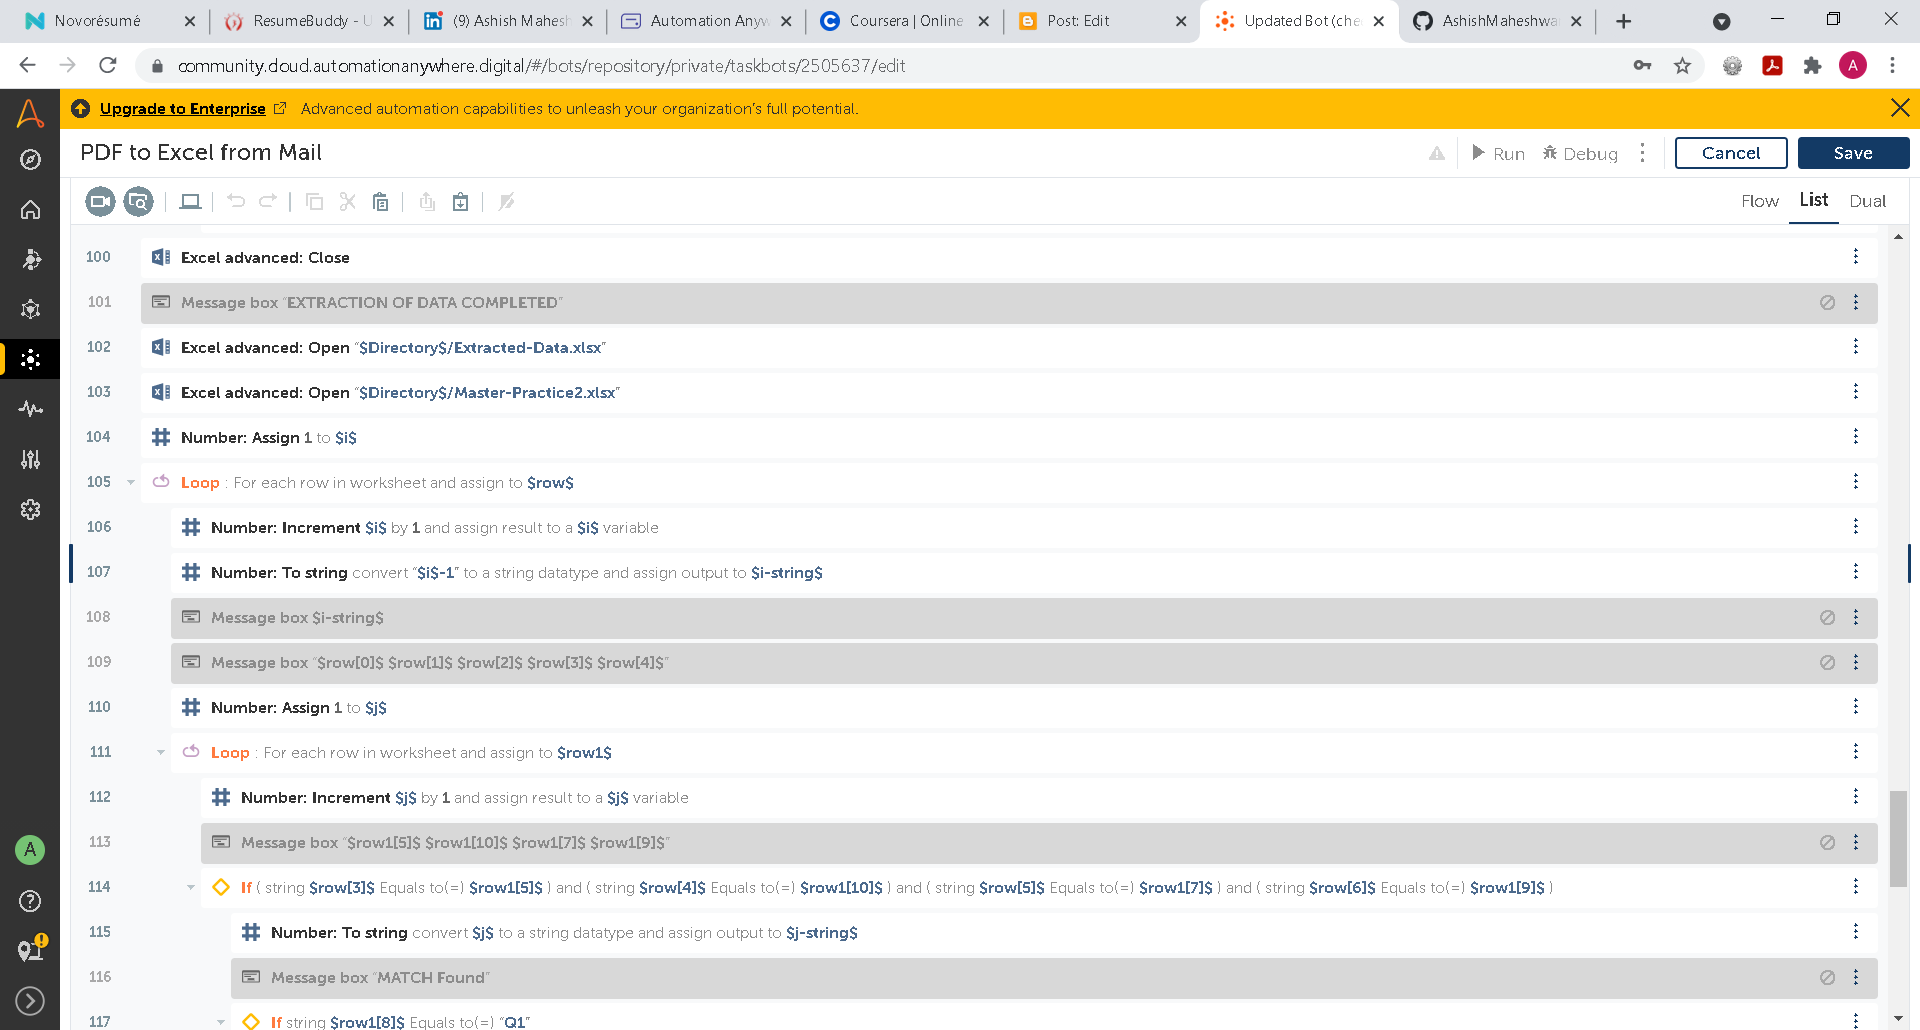 Novorésumé
ResumeBuddy - U
(9) Ashish Mahesh
Automation Anyw
Coursera | Online
Post: Edit
Updated Bot (che
AshishMaheshwa
community.cloud.automationanywhere.digital/#/bots/repository/private/taskbots/2505637/edit
A
Upgrade to Enterprise Advanced automation capabilities to unleash your organization's full potential.
PDF to Excel from Mail
Run
Debug
Cancel
Save
Flow
List
Dual
100 Excel advanced: Close
101 Message box “EXTRACTION OF DATA COMPLETED”
102 Excel advanced: Open “$Directory$/Extracted-Data.xlsx”
103 Excel advanced: Open “$Directory$/Master-Practice2.xlsx”
104 Number: Assign 1 to $i$
105 Loop : For each row in worksheet and assign to $row$
106 Number: Increment $i$ by 1 and assign result to a $i$ variable
107 Number: To string convert “$i$-1” to a string datatype and assign output to $i-string$
108 Message box $i-string$
109 Message box “$row[0]$ $row[1]$ $row[2]$ $row[3]$ $row[4]$”
110 Number: Assign 1 to $j$
111 Loop : For each row in worksheet and assign to $row1$
112 Number: Increment $j$ by 1 and assign result to a $j$ variable
113 Message box “$row1[5]$ $row1[10]$ $row1[7]$ $row1[9]$”
114 If ( string $row[3]$ Equals to(=) $row1[5]$ ) and ( string $row[4]$ Equals to(=) $row1[10]$ ) and ( string $row[5]$ Equals to(=) $row1[7]$ ) and ( string $row[6]$ Equals to(=) $row1[9]$ )
115 Number: To string convert $j$ to a string datatype and assign output to $j-string$
116 Message box “MATCH Found”
117 If string $row1[8]$ Equals to(=) “Q1”
A